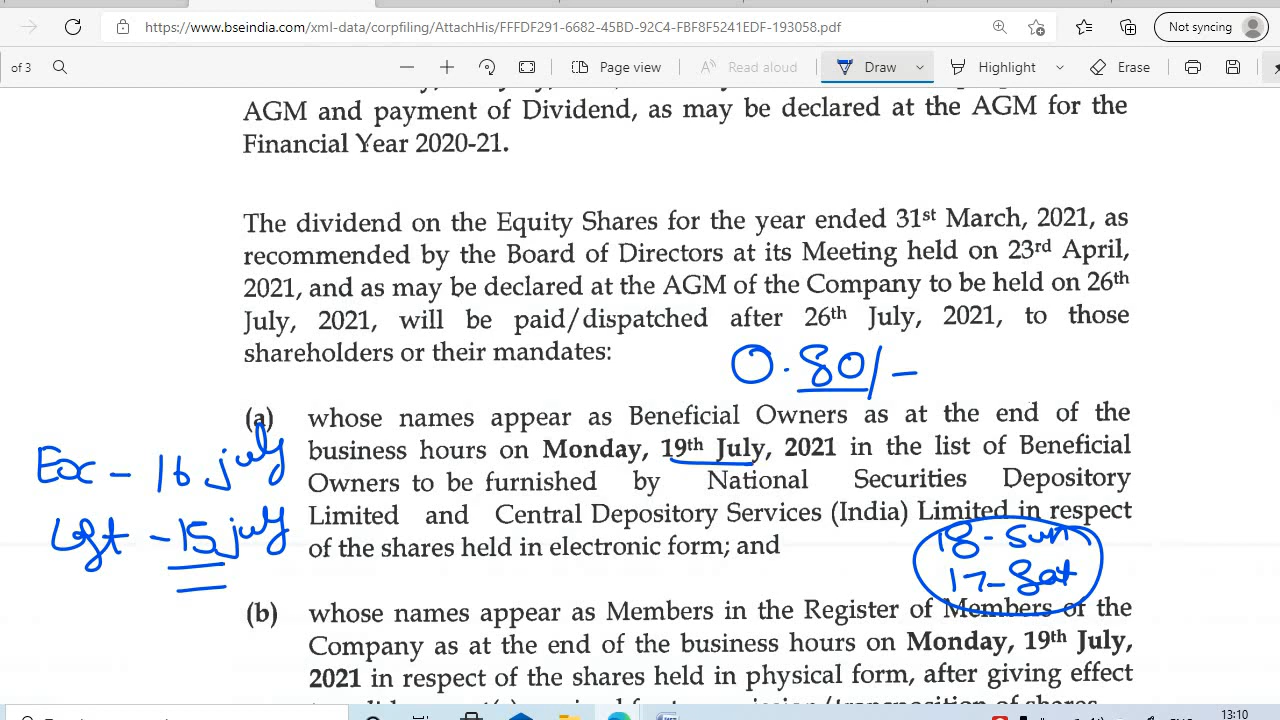 https://www.bseindia.com/xml-data/corpfiling/AttachHis/FFFDF291-6682-45BD-92C4-FBF8F5241EDF-193058.pdf
Not syncing
of 3
Page view
Read aloud
Draw
Highlight
Erase
AGM and payment of Dividend, as may be declared at the AGM for the
Financial Year 2020-21.
The dividend on the Equity Shares for the year ended 31st March, 2021, as
recommended by the Board of Directors at its Meeting held on 23rd April,
2021, and as may be declared at the AGM of the Company to be held on 26th
July, 2021, will be paid/dispatched after 26th July, 2021, to those
shareholders or their mandates:
0.80/-
(a) whose names appear as Beneficial Owners as at the end of the
business hours on Monday, 19th July, 2021 in the list of Beneficial
Owners to be furnished by National Securities Depository
Limited and Central Depository Services (India) Limited in respect
of the shares held in electronic form; and
- 16 july
- 15 july
18- Sun
17- Sat
(b) whose names appear as Members in the Register of Members of the
Company as at the end of the business hours on Monday, 19th July,
2021 in respect of the shares held in physical form, after giving effect
13:10